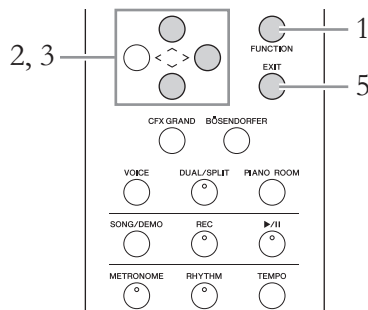 1
FUNCTION
2, 3
EXIT
5
CFX GRAND BÖSENDORFER
VOICE DUAL/SPLIT PIANO ROOM
SONG/DEMO REC ►/II
METRONOME RHYTHM TEMPO